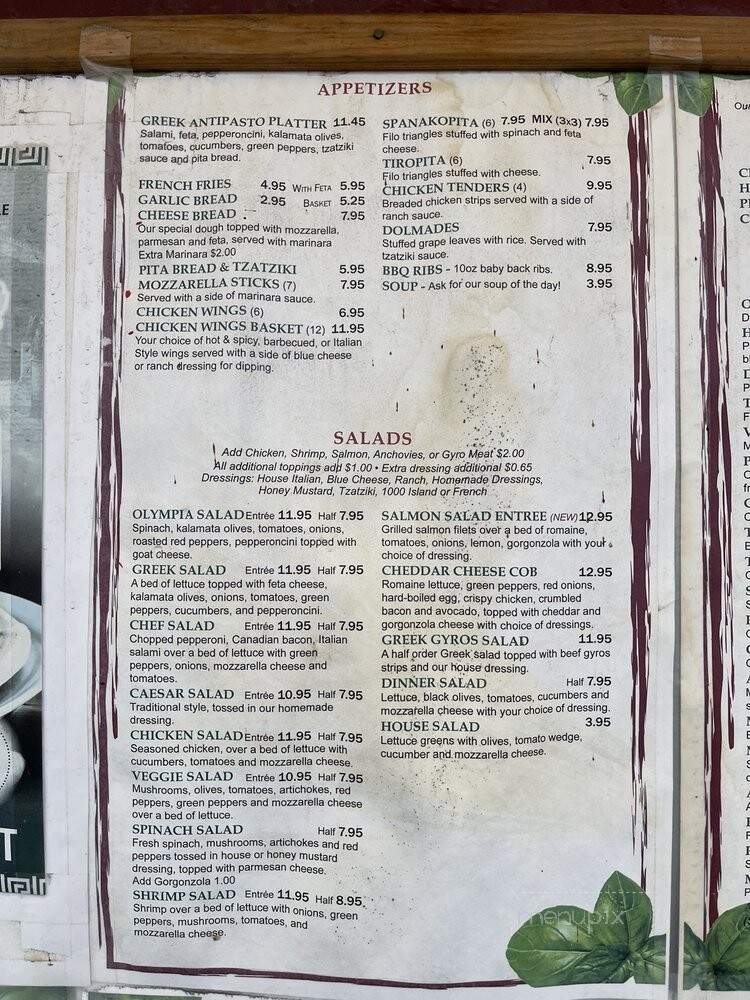 APPETIZERS
GREEK ANTIPASTO PLATTER 11.45
Salami, feta, pepperoncini, kalamata olives,
tomatoes, cucumbers, green peppers, tzatziki
sauce and pita bread.
FRENCH FRIES 4.95 WITH FETA 5.95
GARLIC BREAD 2.95 BASKET 5.25
CHEESE BREAD 7.95
Our special dough topped with mozzarella,
parmesan and feta, served with marinara
Extra Marinara $2.00
PITA BREAD & TZATZIKI 5.95
MOZZARELLA STICKS (7) 7.95
Served with a side of marinara sauce.
CHICKEN WINGS (6) 6.95
CHICKEN WINGS BASKET (12) 11.95
Your choice of hot & spicy, barbecued, or Italian
Style wings served with a side of blue cheese
or ranch dressing for dipping.
SPANAKOPITA (6) 7.95 MIX (3x3) 7.95
Filo triangles stuffed with spinach and feta
cheese.
TIROPITA (6) 7.95
Filo triangles stuffed with cheese.
CHICKEN TENDERS (4) 9.95
Breaded chicken strips served with a side of
ranch sauce.
DOLMADES 7.95
Stuffed grape leaves with rice. Served with
tzatziki sauce.
BBQ RIBS - 10oz baby back ribs. 8.95
SOUP - Ask for our soup of the day! 3.95
SALADS
Add Chicken, Shrimp, Salmon, Anchovies, or Gyro Meat $2.00
All additional toppings add $1.00 • Extra dressing additional $0.65
Dressings: House Italian, Blue Cheese, Ranch, Homemade Dressings,
Honey Mustard, Tzatziki, 1000 Island or French
OLYMPIA SALAD Entrée 11.95 Half 7.95
Spinach, kalamata olives, tomatoes, onions,
roasted red peppers, pepperoncini topped with
goat cheese.
GREEK SALAD Entrée 11.95 Half 7.95
A bed of lettuce topped with feta cheese,
kalamata olives, onions, tomatoes, green
peppers, cucumbers, and pepperoncini.
CHEF SALAD Entrée 11.95 Half 7.95
Chopped pepperoni, Canadian bacon, Italian
salami over a bed of lettuce with green
peppers, onions, mozzarella cheese and
tomatoes.
CAESAR SALAD Entrée 10.95 Half 7.95
Traditional style, tossed in our homemade
dressing.
CHICKEN SALAD Entrée 11.95 Half 7.95
Seasoned chicken, over a bed of lettuce with
cucumbers, tomatoes and mozzarella cheese.
VEGGIE SALAD Entrée 10.95 Half 7.95
Mushrooms, olives, tomatoes, artichokes, red
peppers, green peppers and mozzarella cheese
over a bed of lettuce.
SPINACH SALAD Half 7.95
Fresh spinach, mushrooms, artichokes and red
peppers tossed in house or honey mustard
dressing, topped with parmesan cheese.
Add Gorgonzola 1.00
SHRIMP SALAD Entrée 11.95 Half 8.95
Shrimp over a bed of lettuce with onions, green
peppers, mushrooms, tomatoes, and
mozzarella cheese.
SALMON SALAD ENTREE (NEW) 12.95
Grilled salmon filets over a bed of romaine,
tomatoes, onions, lemon, gorgonzola with your
choice of dressing.
CHEDDAR CHEESE COB 12.95
Romaine lettuce, green peppers, red onions,
hard-boiled egg, crispy chicken, crumbled
bacon and avocado, topped with cheddar and
gorgonzola cheese with choice of dressings.
GREEK GYROS SALAD 11.95
A half order Greek salad topped with beef gyros
strips and our house dressing.
DINNER SALAD Half 7.95
Lettuce, black olives, tomatoes, cucumbers and
mozzarella cheese with your choice of dressing.
HOUSE SALAD 3.95
Lettuce greens with olives, tomato wedge,
cucumber and mozzarella cheese.
menupix